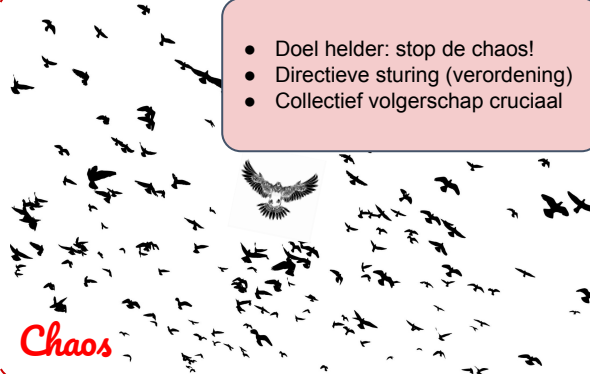 ● Doel helder: stop de chaos!
● Directieve sturing (verordening)
● Collectief volgerschap cruciaal
Chaos